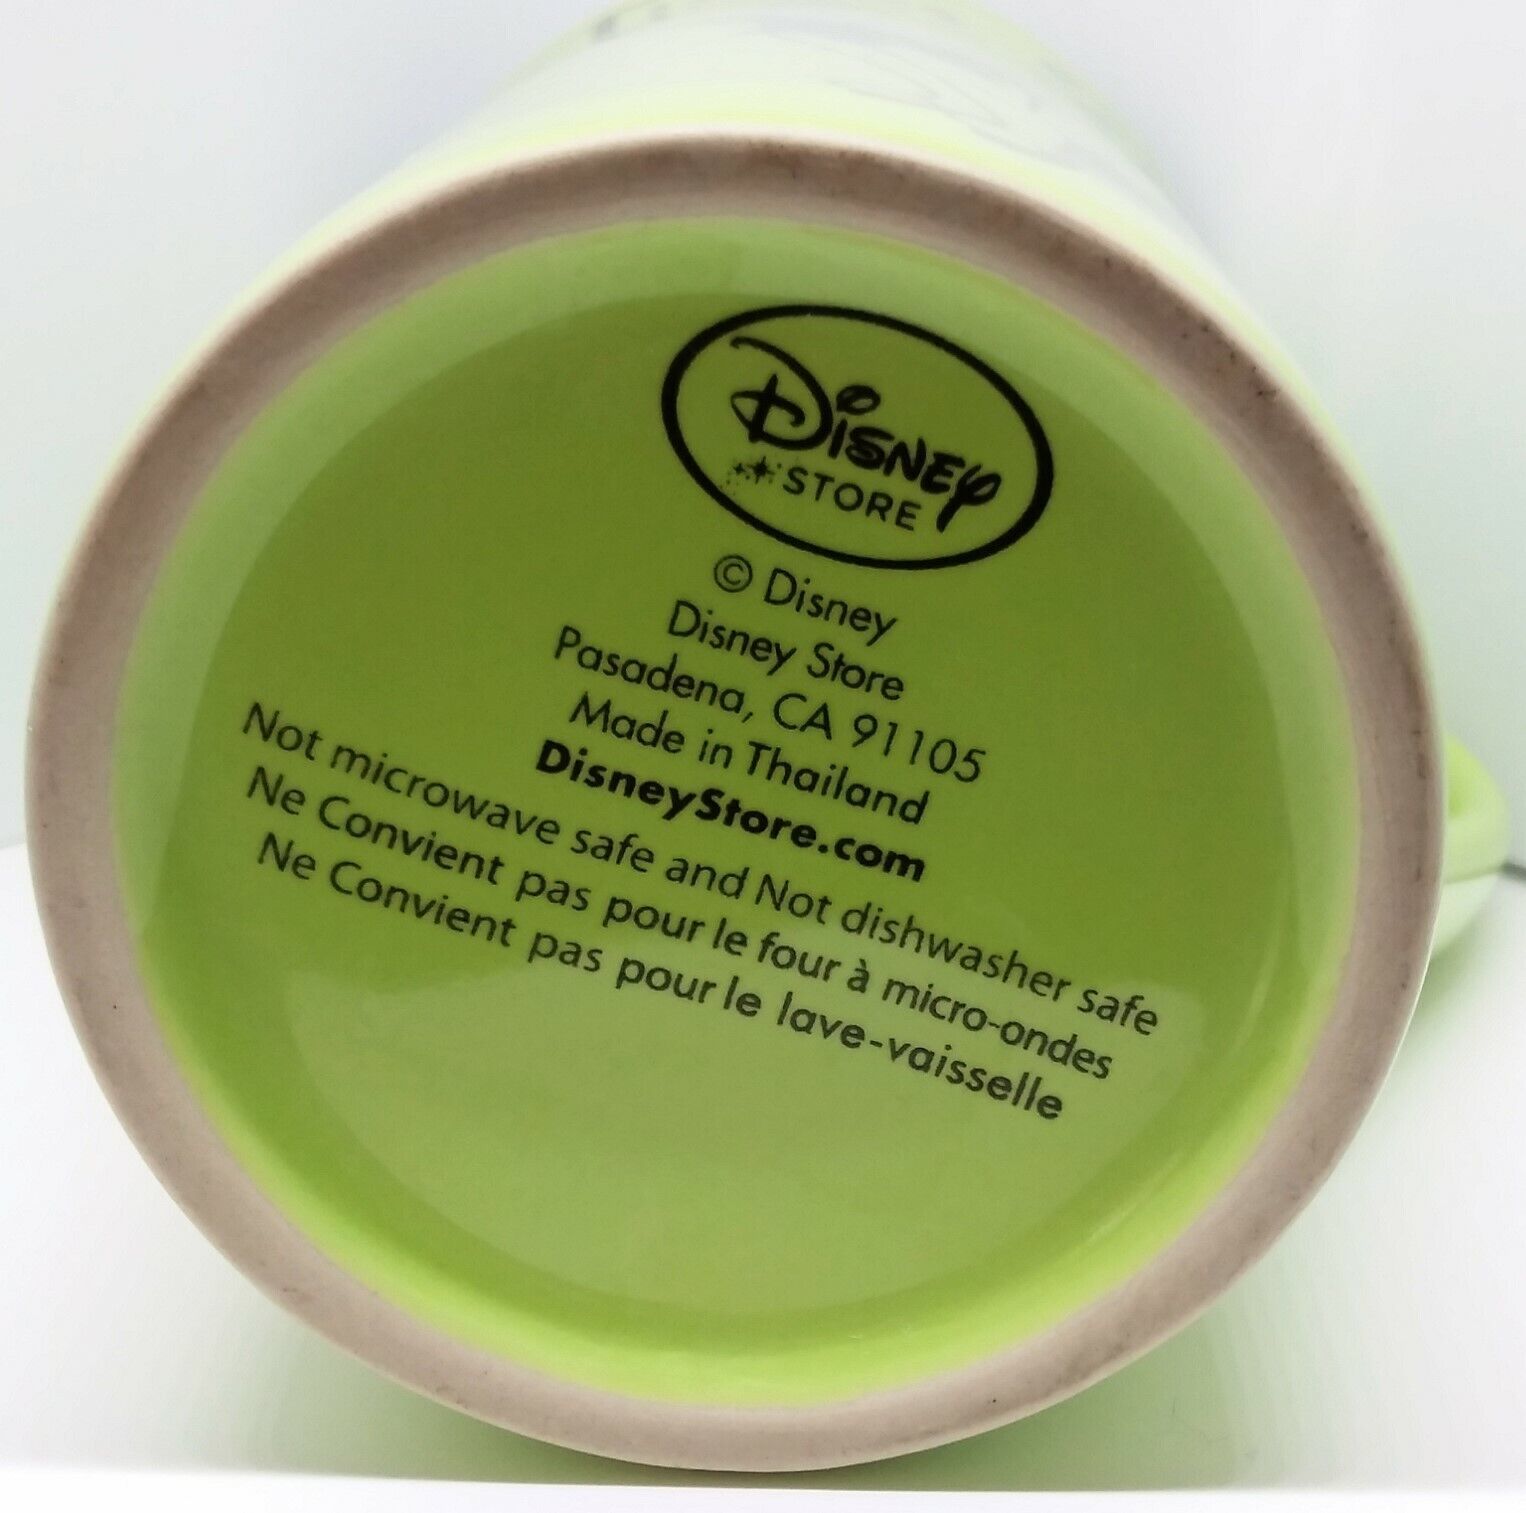 Disney
STORE
© Disney
Disney Store
Pasadena, CA 91105
Made in Thailand
DisneyStore.com
Not microwave safe and Not dishwasher safe
Ne Convient pas pour le four à micro-ondes
Ne Convient pas pour le lave-vaisselle